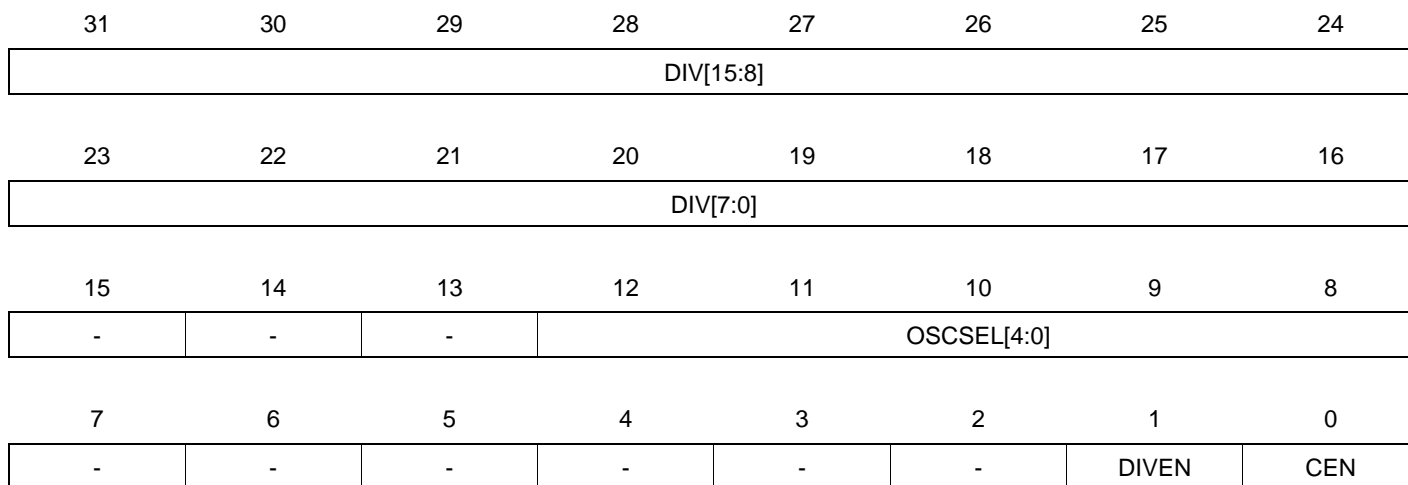 31 30 29 28 27 26 25 24
DIV[15:8]
23 22 21 20 19 18 17 16
DIV[7:0]
15 14 13 12 11 10 9 8
- - - OSCSEL[4:0]
7 6 5 4 3 2 1 0
- - - - - - DIVEN CEN